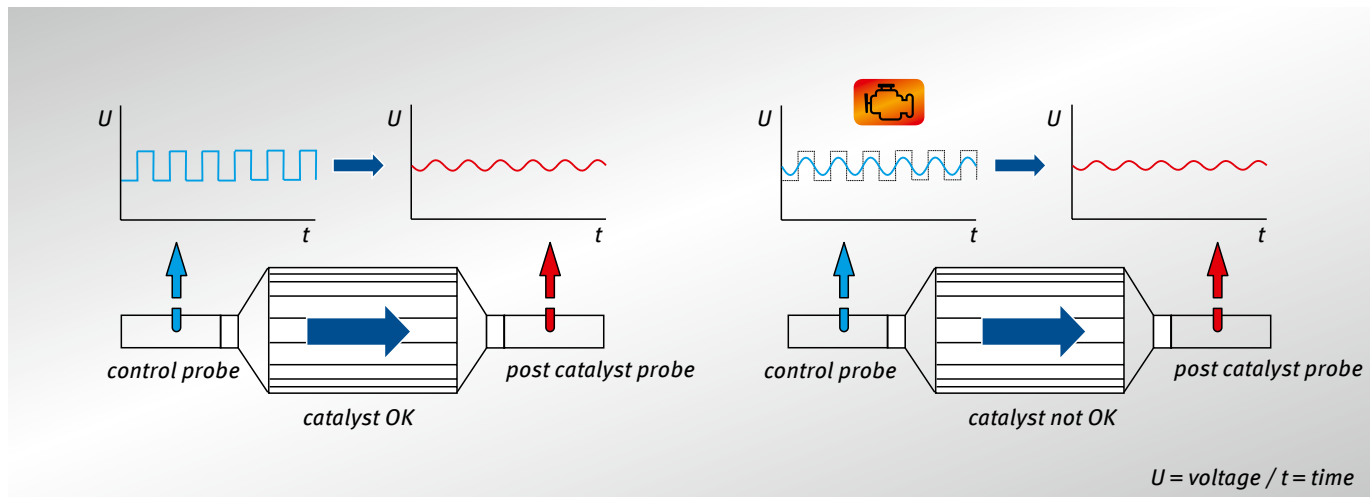 U
U
U
U
t
t
t
t
control probe
post catalyst probe
control probe
post catalyst probe
catalyst OK
catalyst not OK
U = voltage / t = time